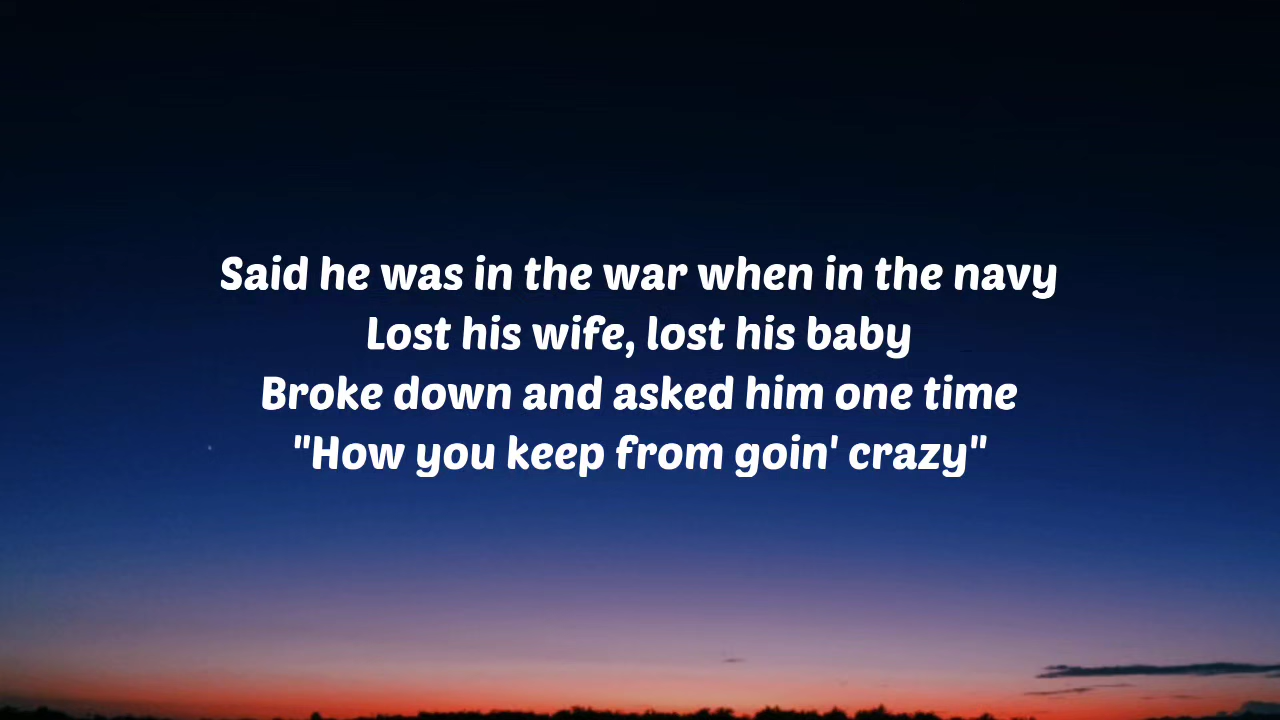 Said he was in the war when in the navy
Lost his wife, lost his baby
Broke down and asked him one time
"How you keep from goin' crazy"